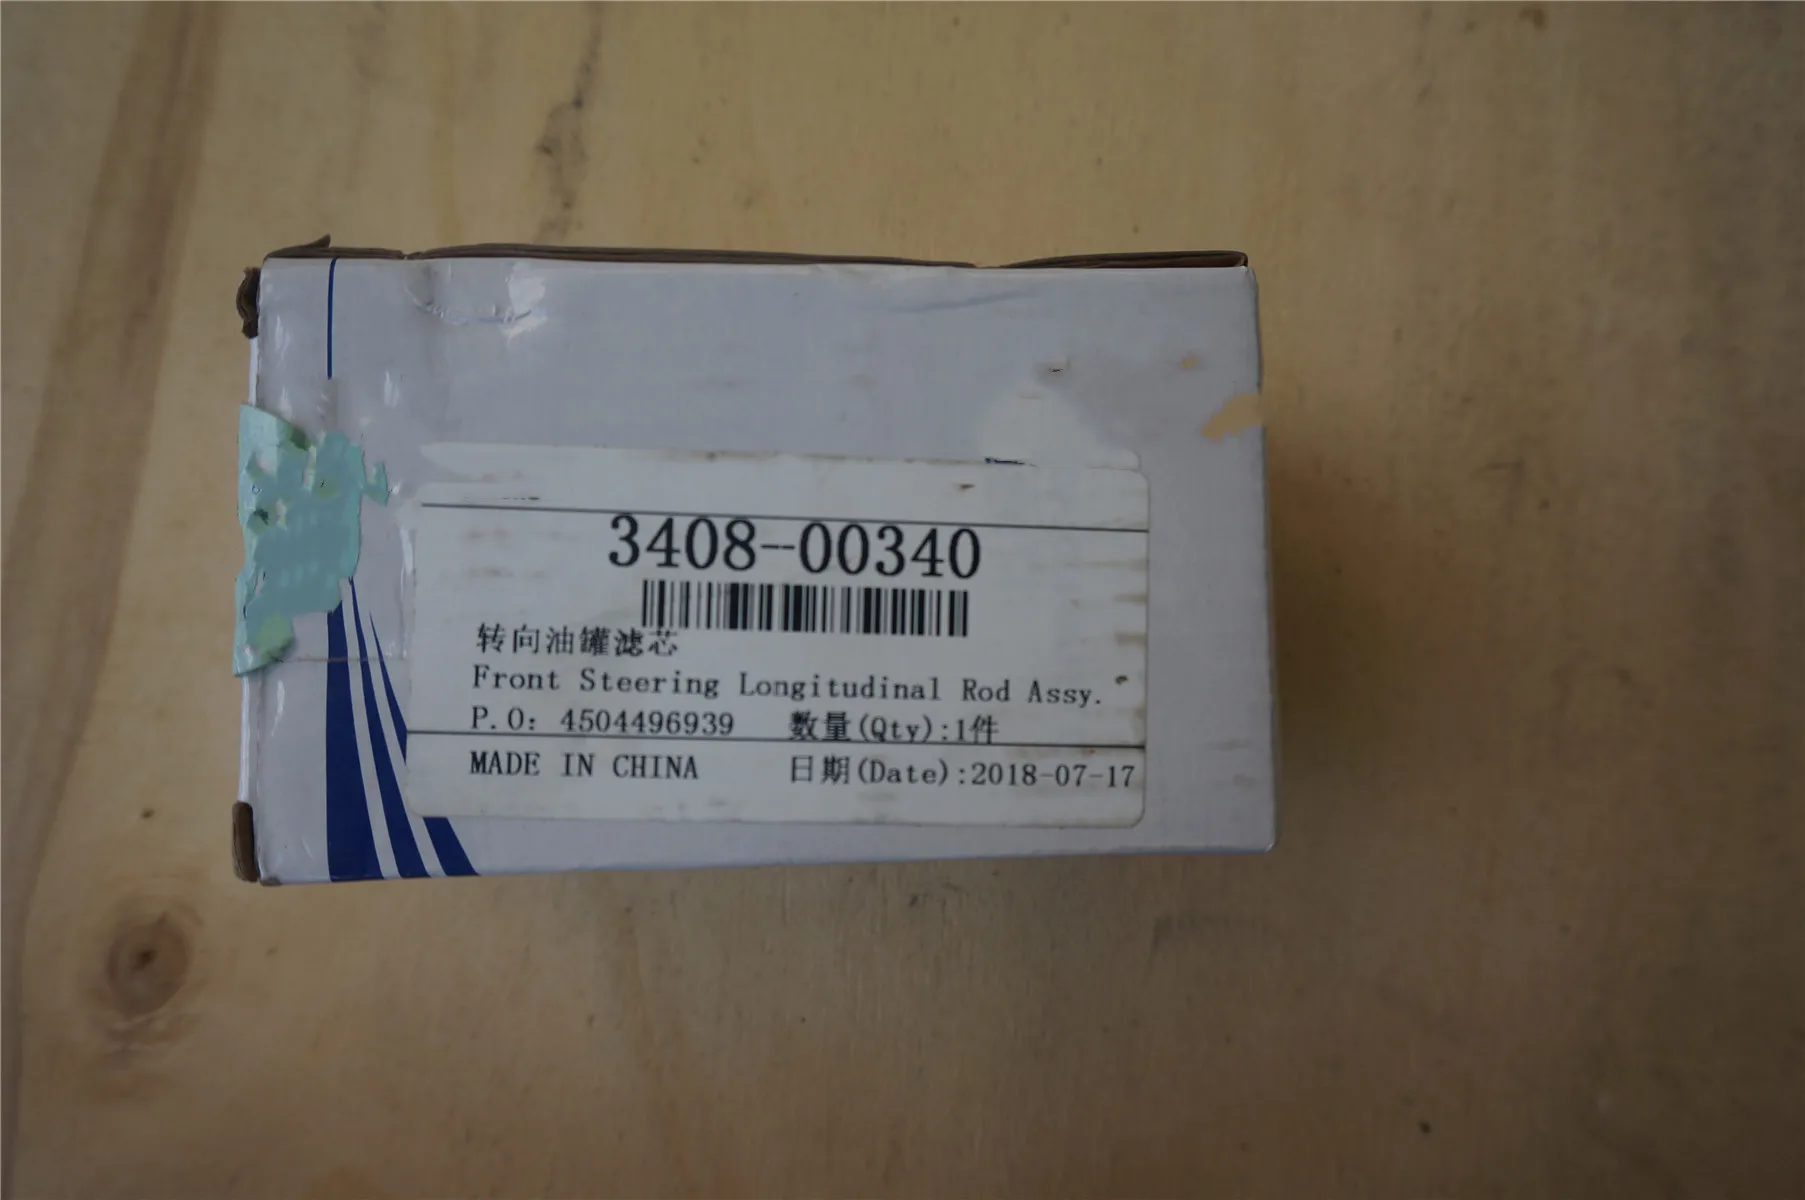 3408-00340
转向油罐滤芯
Front Steering Longitudinal Rod Assy.
P.O: 4504496939 数量(Qty):1件
MADE IN CHINA 日期(Date):2018-07-17